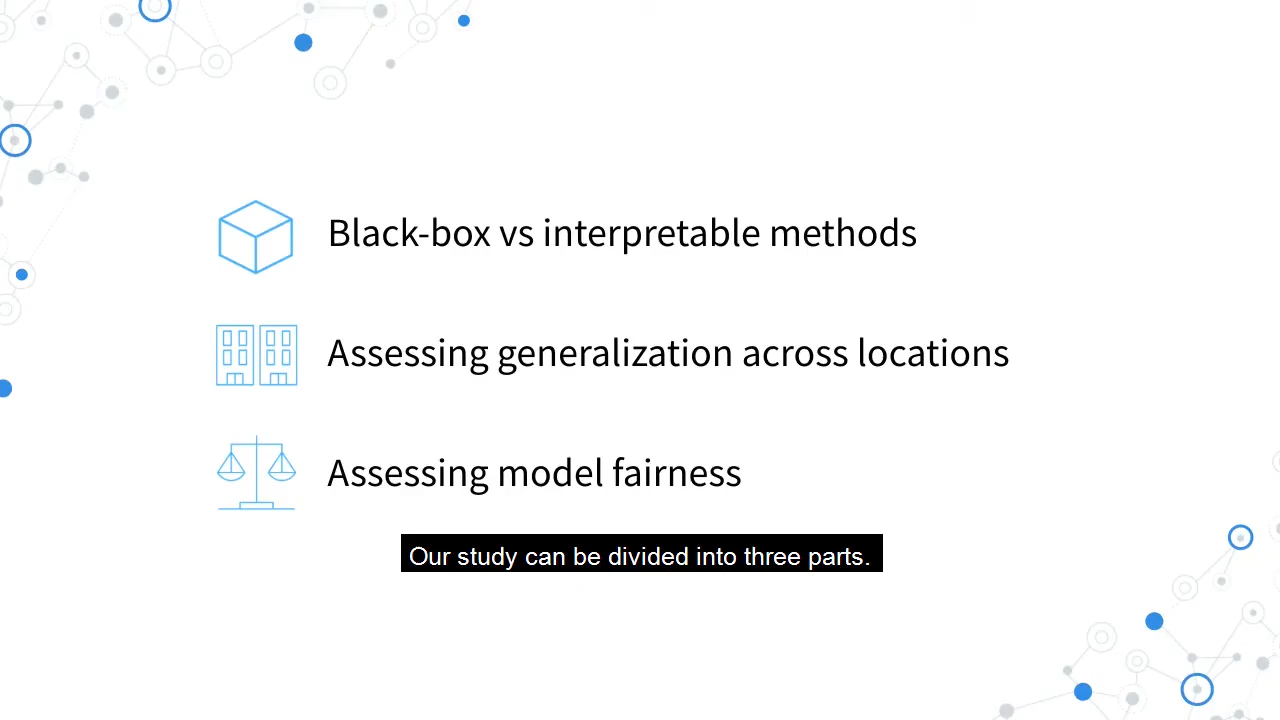 Black-box vs interpretable methods
Assessing generalization across locations
Assessing model fairness
Our study can be divided into three parts.